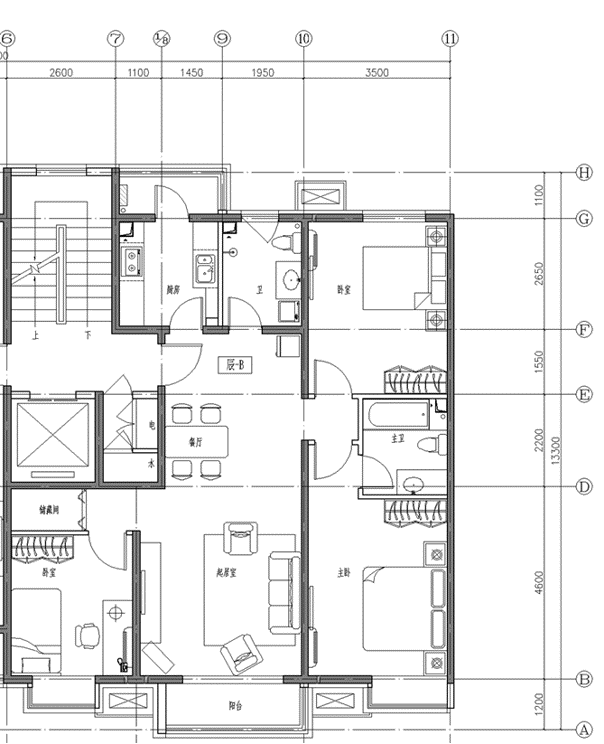 ⑥ ⑦ 1/8 ⑨ ⑩ ⑪
00
2600 1100 1450 1950 3500
H
1100
G
2650
厨房 卫 卧室
上 下
F
辰-B
1550
E
电
餐厅 主卫
2200
13300
水
D
储藏间
卧室 起居室 主卧
4600
B
阳台
1200
A